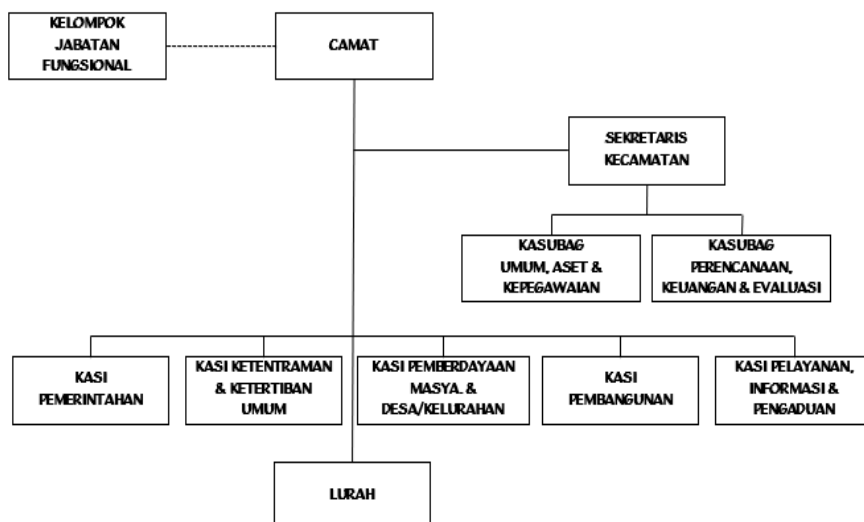 KELOMPOK
JABATAN
FUNGSIONAL
CAMAT
SEKRETARIS
KECAMATAN
KASUBAG
UMUM, ASET &
KEPEGAWAIAN
KASUBAG
PERENCANAAN,
KEUANGAN & EVALUASI
KASI
PEMERINTAHAN
KASI KETENTRAMAN
& KETERTIBAN
UMUM
KASI PEMBERDAYAAN
MASYA. &
DESA/KELURAHAN
KASI
PEMBANGUNAN
KASI PELAYANAN,
INFORMASI &
PENGADUAN
LURAH